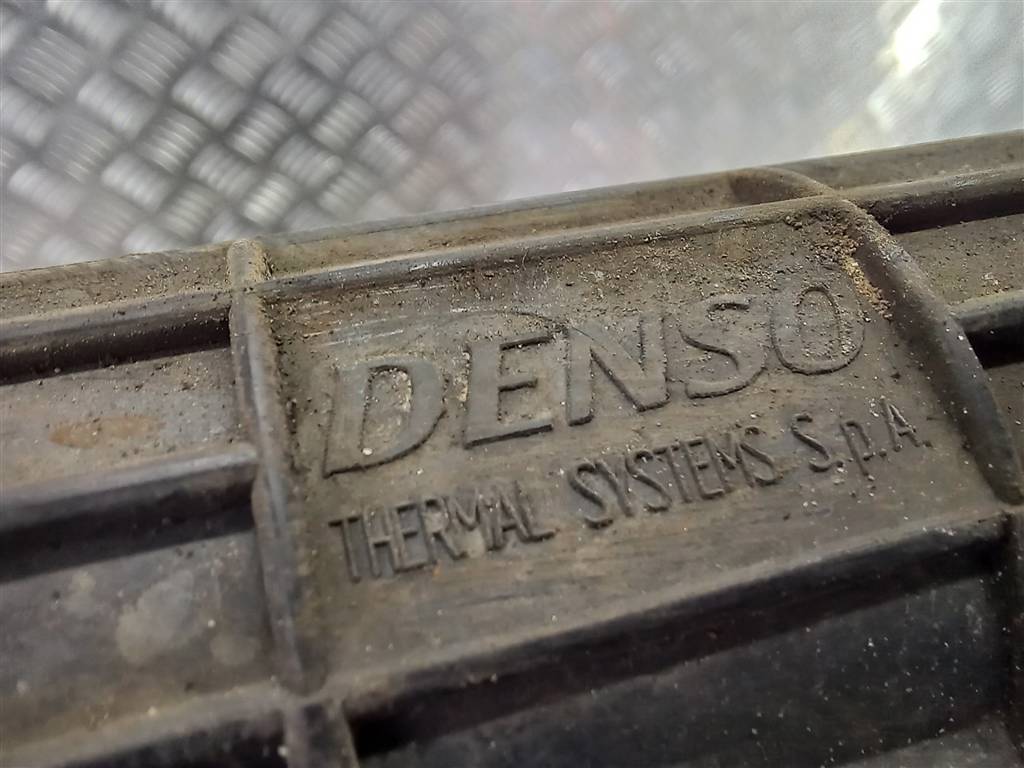 DENSO
THERMAL SYSTEMS S.p.A.